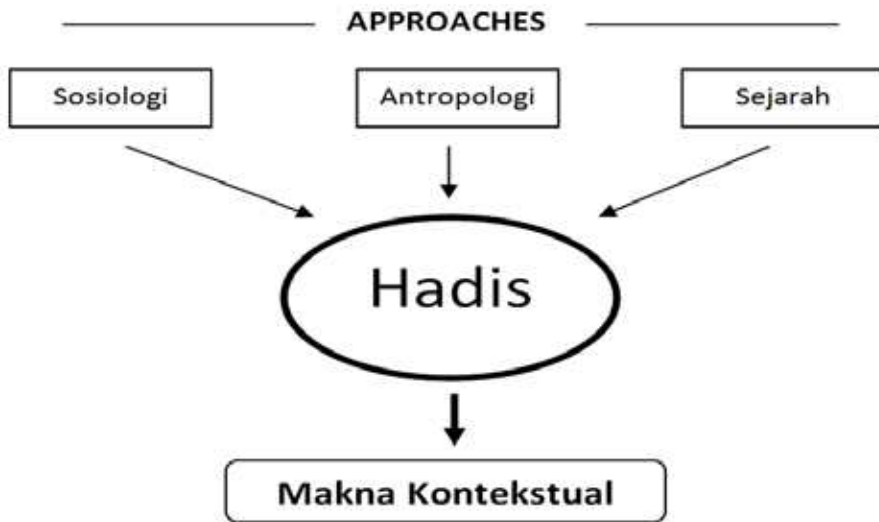 APPROACHES
Sosiologi
Antropologi
Sejarah
Hadis
Makna Kontekstual